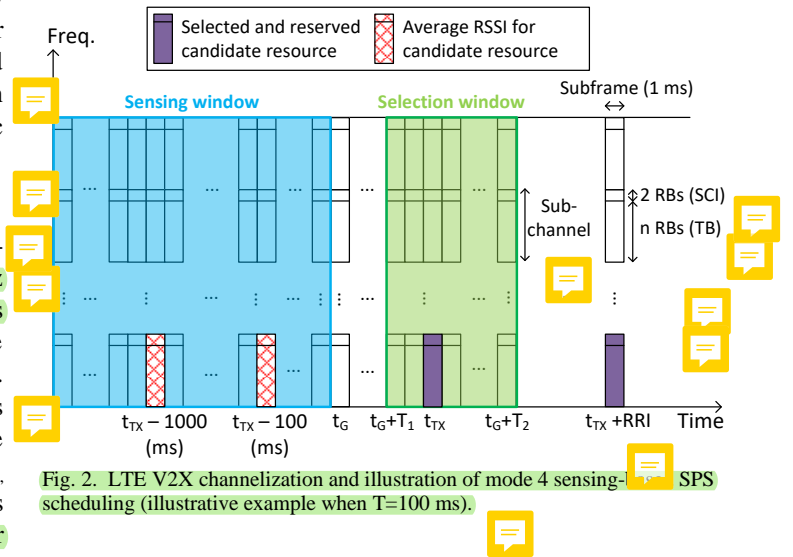 Freq.
Selected and reserved
candidate resource
Average RSSI for
candidate resource
Subframe (1 ms)
Sensing window
Selection window
... ... ... ...
2 RBs (SCI)
Sub-
channel
n RBs (TB)
... ... ... ...
... ... ... ...
tTX – 1000
(ms)
tTX – 100
(ms)
tG
tG+T1
tTX
tG+T2
tTX +RRI
Time
Fig. 2. LTE V2X channelization and illustration of mode 4 sensing- SPS
scheduling (illustrative example when T=100 ms).